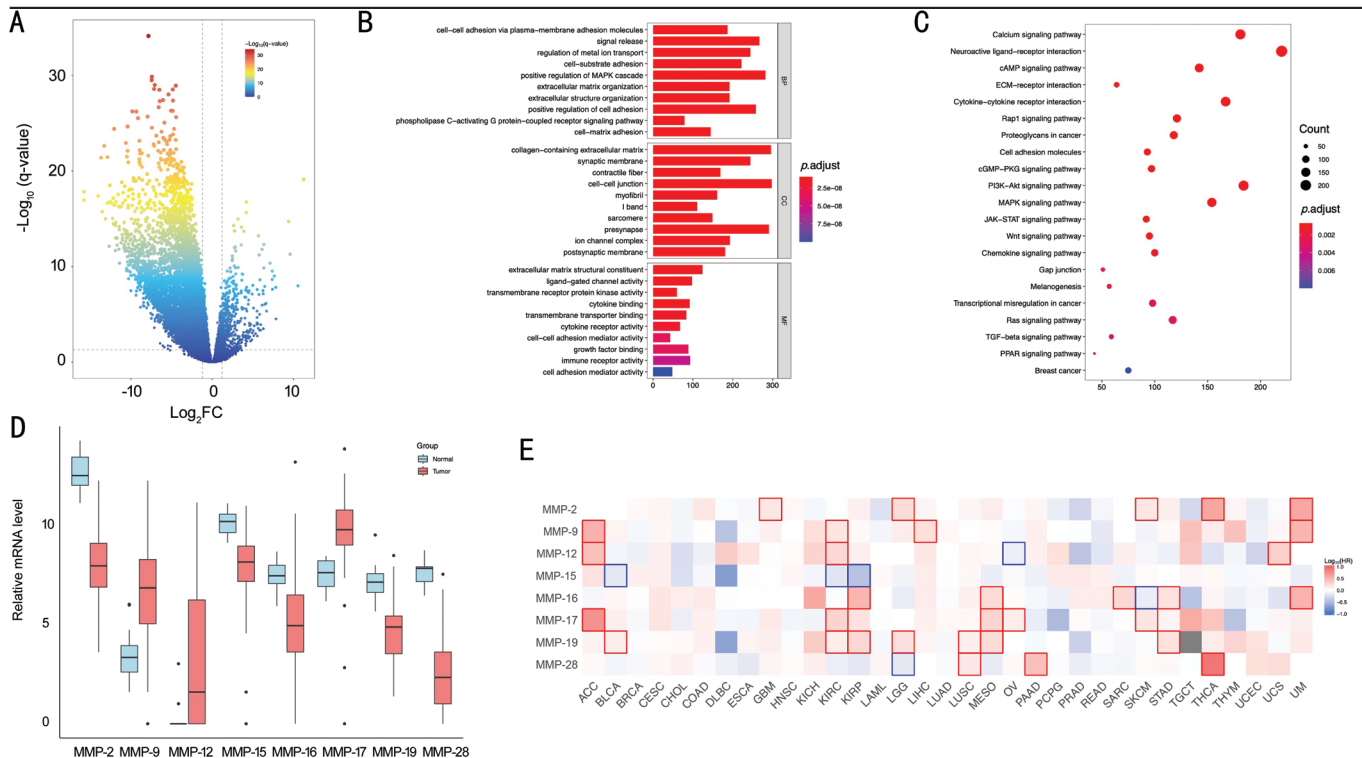 A
−Log₁₀(q−value)
30
20
10
0
30
20
10
0
-Log₁₀ (q-value)
-10
0
10
Log₂FC
B
cell−cell adhesion via plasma−membrane adhesion molecules
signal release
regulation of metal ion transport
cell−substrate adhesion
positive regulation of MAPK cascade
extracellular matrix organization
extracellular structure organization
positive regulation of cell adhesion
phospholipase C−activating G protein−coupled receptor signaling pathway
cell−matrix adhesion
BP
collagen−containing extracellular matrix
synaptic membrane
contractile fiber
cell−cell junction
myofibril
I band
sarcomere
presynapse
ion channel complex
postsynaptic membrane
CC
extracellular matrix structural constituent
ligand−gated channel activity
transmembrane receptor protein kinase activity
cytokine binding
transmembrane transporter binding
cytokine receptor activity
cell−cell adhesion mediator activity
growth factor binding
immune receptor activity
cell adhesion mediator activity
MF
0
100
200
300
p.adjust
2.5e−08
5.0e−08
7.5e−08
C
Calcium signaling pathway
Neuroactive ligand−receptor interaction
cAMP signaling pathway
ECM−receptor interaction
Cytokine−cytokine receptor interaction
Rap1 signaling pathway
Proteoglycans in cancer
Cell adhesion molecules
cGMP−PKG signaling pathway
PI3K−Akt signaling pathway
MAPK signaling pathway
JAK−STAT signaling pathway
Wnt signaling pathway
Chemokine signaling pathway
Gap junction
Melanogenesis
Transcriptional misregulation in cancer
Ras signaling pathway
TGF−beta signaling pathway
PPAR signaling pathway
Breast cancer
50
100
150
200
Count
50
100
150
200
p.adjust
0.002
0.004
0.006
D
Group
Normal
Tumor
Relative mRNA level
10
5
0
MMP-2
MMP-9
MMP-12
MMP-15
MMP-16
MMP-17
MMP-19
MMP-28
E
MMP-2
MMP-9
MMP-12
MMP-15
MMP-16
MMP-17
MMP-19
MMP-28
ACC
BLCA
BRCA
CESC
CHOL
COAD
DLBC
ESCA
GBM
HNSC
KICH
KIRC
KIRP
LAML
LGG
LIHC
LUAD
LUSC
MESO
OV
PAAD
PCPG
PRAD
READ
SARC
SKCM
STAD
TGCT
THCA
THYM
UCEC
UCS
UM
Log₁₀(HR)
1.0
0.5
0.0
−0.5
−1.0